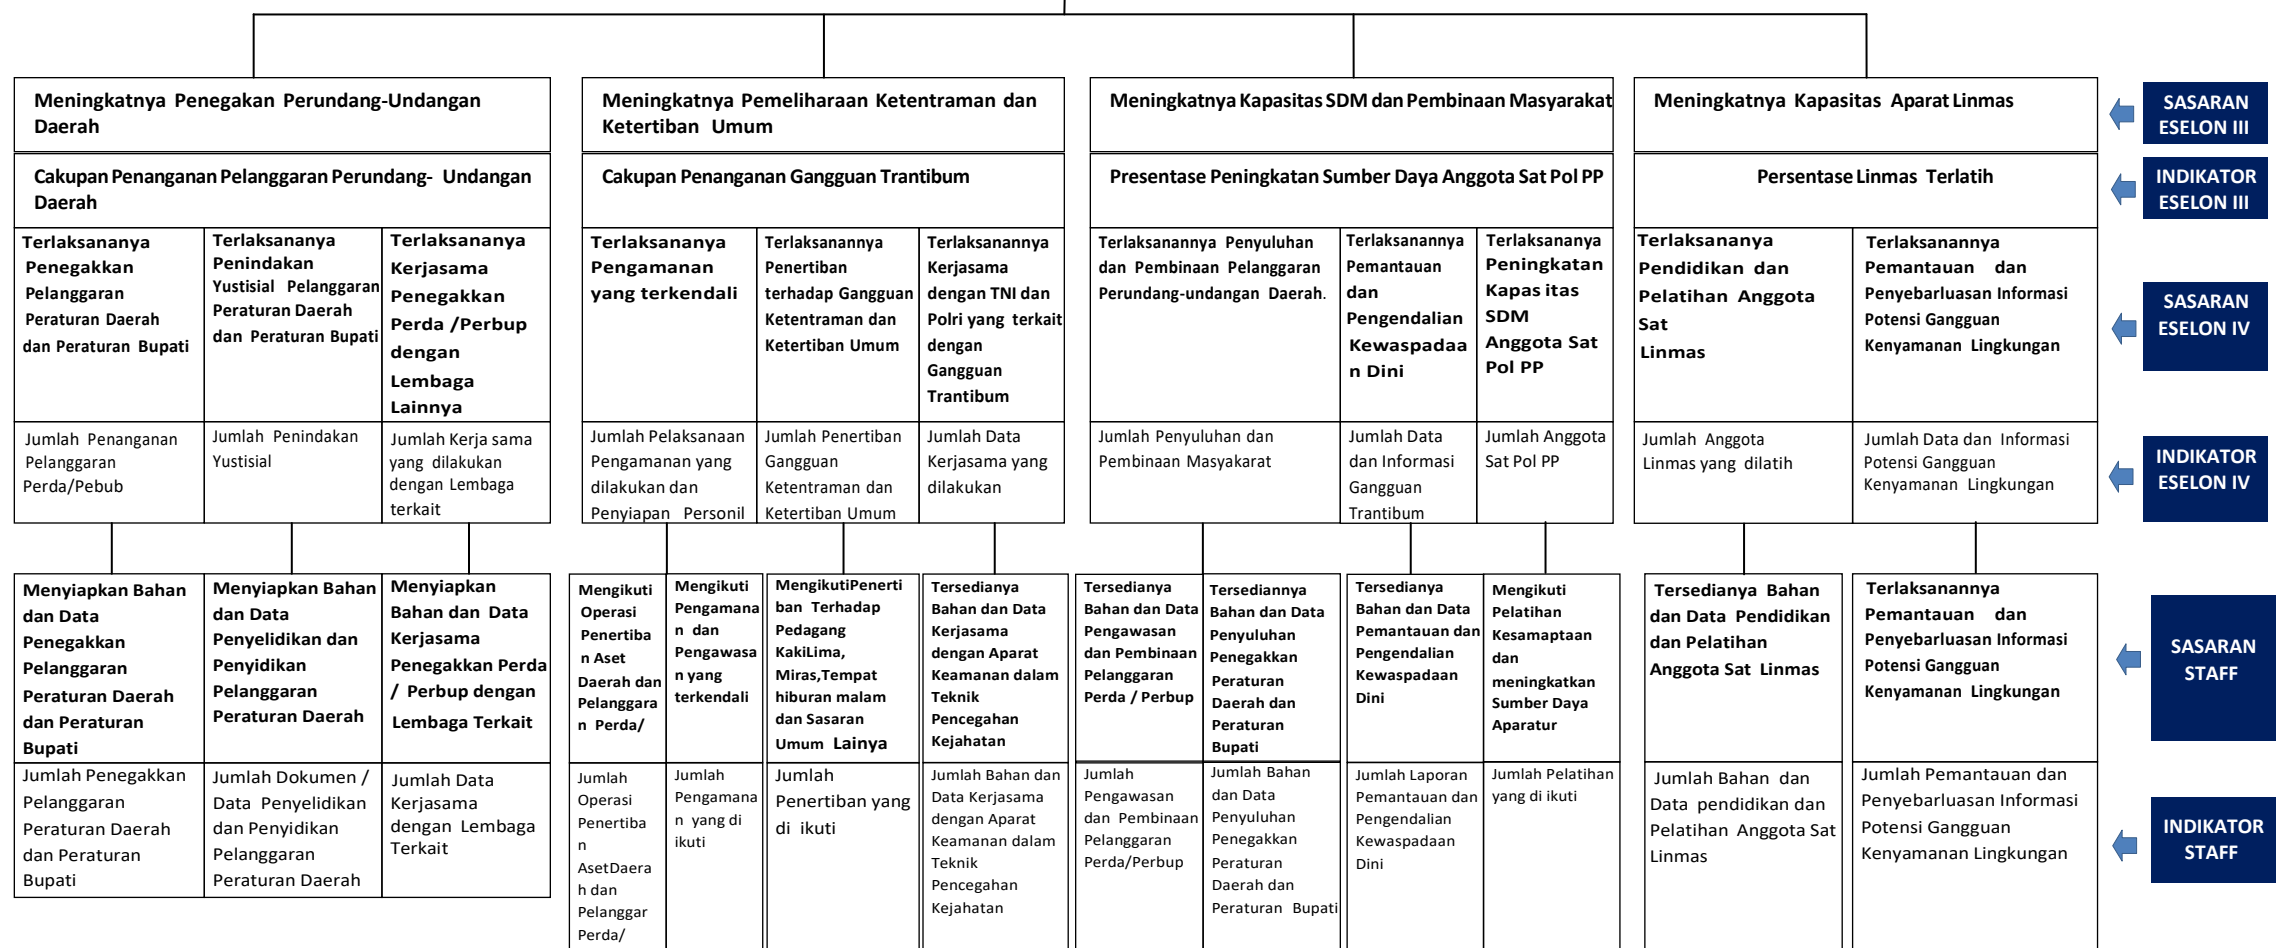 Meningkatnya Penegakan Perundang-Undangan
Daerah
Meningkatnya Pemeliharaan Ketentraman dan
Ketertiban Umum
Meningkatnya Kapasitas SDM dan Pembinaan Masyarakat
Meningkatnya Kapasitas Aparat Linmas
SASARAN
ESELON III
Cakupan Penanganan Pelanggaran Perundang- Undangan
Daerah
Cakupan Penanganan Gangguan Trantibum
Presentase Peningkatan Sumber Daya Anggota Sat Pol PP
Persentase Linmas Terlatih
INDIKATOR
ESELON III
Terlaksananya
Penegakkan
Pelanggaran
Peraturan Daerah
dan Peraturan Bupati
Terlaksananya
Penindakan
Yustisial Pelanggaran
Peraturan Daerah
dan Peraturan Bupati
Terlaksananya
Kerjasama
Penegakkan
Perda /Perbup
dengan
Lembaga
Lainnya
Terlaksananya
Pengamanan
yang terkendali
Terlaksanannya
Penertiban
terhadap Gangguan
Ketentraman dan
Ketertiban Umum
Terlaksanannya
Kerjasama
dengan TNI dan
Polri yang terkait
dengan
Gangguan
Trantibum
Terlaksanannya Penyuluhan
dan Pembinaan Pelanggaran
Perundang-undangan Daerah.
Terlaksanannya
Pemantauan
dan
Pengendalian
Kewaspadaa
n Dini
Terlaksananya
Peningkatan
Kapas itas
SDM
Anggota Sat
Pol PP
Terlaksananya
Pendidikan dan
Pelatihan Anggota
Sat
Linmas
Terlaksanannya
Pemantauan dan
Penyebarluasan Informasi
Potensi Gangguan
Kenyamanan Lingkungan
SASARAN
ESELON IV
Jumlah Penanganan
Pelanggaran
Perda/Pebub
Jumlah Penindakan
Yustisial
Jumlah Kerja sama
yang dilakukan
dengan Lembaga
terkait
Jumlah Pelaksanaan
Pengamanan yang
dilakukan dan
Penyiapan Personil
Jumlah Penertiban
Gangguan
Ketentraman dan
Ketertiban Umum
Jumlah Data
Kerjasama yang
dilakukan
Jumlah Penyuluhan dan
Pembinaan Masyakarat
Jumlah Data
dan Informasi
Gangguan
Trantibum
Jumlah Anggota
Sat Pol PP
Jumlah Anggota
Linmas yang dilatih
Jumlah Data dan Informasi
Potensi Gangguan
Kenyamanan Lingkungan
INDIKATOR
ESELON IV
Menyiapkan Bahan
dan Data
Penegakkan
Pelanggaran
Peraturan Daerah
dan Peraturan
Bupati
Menyiapkan Bahan
dan Data
Penyelidikan dan
Penyidikan
Pelanggaran
Peraturan Daerah
Menyiapkan
Bahan dan Data
Kerjasama
Penegakkan Perda
/ Perbup dengan
Lembaga Terkait
Mengikuti
Operasi
Penertiba
n Aset
Daerah dan
Pelanggara
n Perda/
Mengikuti
Pengamana
n dan
Pengawasa
n yang
terkendali
MengikutiPenerti
ban Terhadap
Pedagang
KakiLima,
Miras,Tempat
hiburan malam
dan Sasaran
Umum Lainya
Tersedianya
Bahan dan Data
Kerjasama
dengan Aparat
Keamanan dalam
Teknik
Pencegahan
Kejahatan
Tersedianya
Bahan dan Data
Pengawasan
dan Pembinaan
Pelanggaran
Perda / Perbup
Tersediannya
Bahan dan Data
Penyuluhan
Penegakkan
Peraturan
Daerah dan
Peraturan
Bupati
Tersedianya
Bahan dan Data
Pemantauan dan
Pengendalian
Kewaspadaan
Dini
Mengikuti
Pelatihan
Kesamaptaan
dan
meningkatkan
Sumber Daya
Aparatur
Tersedianya Bahan
dan Data Pendidikan
dan Pelatihan
Anggota Sat Linmas
Terlaksanannya
Pemantauan dan
Penyebarluasan Informasi
Potensi Gangguan
Kenyamanan Lingkungan
SASARAN
STAFF
Jumlah Penegakkan
Pelanggaran
Peraturan Daerah
dan Peraturan
Bupati
Jumlah Dokumen /
Data Penyelidikan
dan Penyidikan
Pelanggaran
Peraturan Daerah
Jumlah Data
Kerjasama
dengan Lembaga
Terkait
Jumlah
Operasi
Penertiba
n
AsetDaera
h dan
Pelanggar
Perda/
Jumlah
Pengamana
n yang di
ikuti
Jumlah
Penertiban yang
di ikuti
Jumlah Bahan dan
Data Kerjasama
dengan Aparat
Keamanan dalam
Teknik
Pencegahan
Kejahatan
Jumlah
Pengawasan
dan Pembinaan
Pelanggaran
Perda/Perbup
Jumlah Bahan
dan Data
Penyuluhan
Penegakkan
Peraturan
Daerah dan
Peraturan Bupati
Jumlah Laporan
Pemantauan dan
Pengendalian
Kewaspadaan
Dini
Jumlah Pelatihan
yang di ikuti
Jumlah Bahan dan
Data pendidikan dan
Pelatihan Anggota Sat
Linmas
Jumlah Pemantauan dan
Penyebarluasan Informasi
Potensi Gangguan
Kenyamanan Lingkungan
INDIKATOR
STAFF